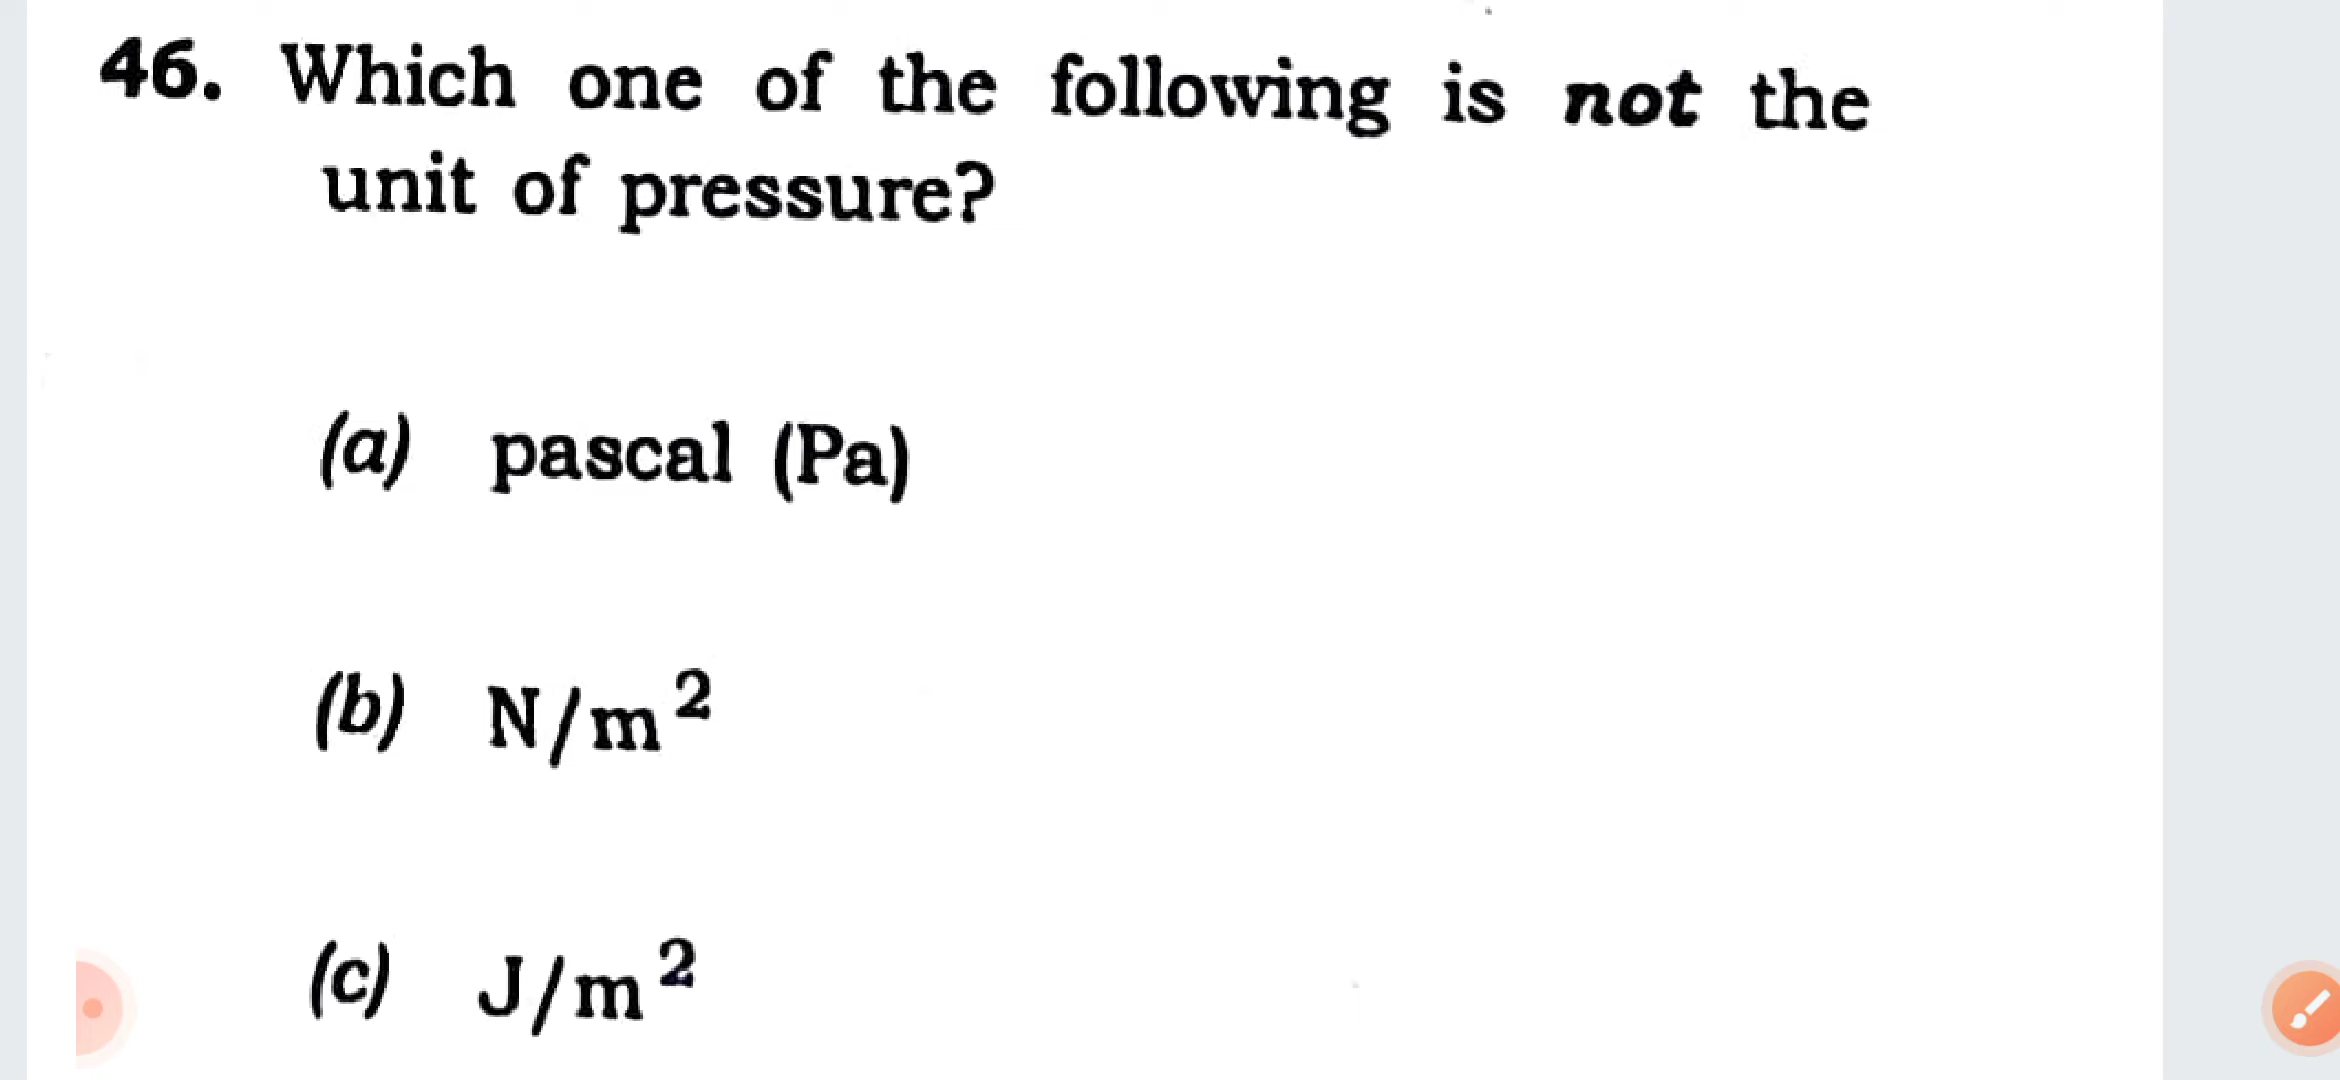 46. Which one of the following is not the
unit of pressure?
(a) pascal (Pa)
(b) N/m²
(c) J/m²